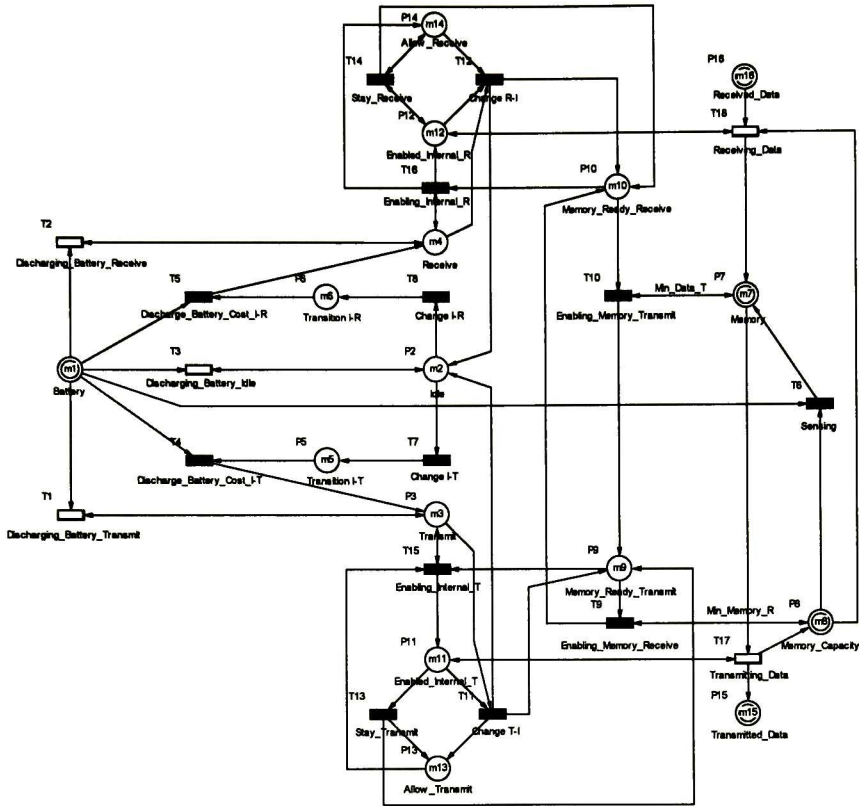 P14
m14
Allow_Receive
T14
T12
Stay_Receive
Change R-I
P12
m12
Enabled_Internal_R
T16
Enabling_Internal_R
P16
m16
Received_Data
T18
Receiving_Data
P10
m10
Memory_Ready_Receive
T2
Discharging_Battery_Receive
m4
Receive
T5
Discharge_Battery_Cost_I-R
P6
m6
Transition I-R
T8
Change I-R
T10
Enabling_Memory_Transmit
Min_Data_T
P7
m7
Memory
T3
Discharging_Battery_Idle
P2
m2
Idle
m1
Battery
T6
Sensing
T4
Discharge_Battery_Cost_I-T
P5
m5
Transition I-T
T7
Change I-T
T1
Discharging_Battery_Transmit
P3
m3
Transmit
T15
Enabling_Internal_T
P9
m9
Memory_Ready_Transmit
T9
Enabling_Memory_Receive
Min_Memory_R
P8
m8
Memory_Capacity
T17
Transmitting_Data
P11
m11
Enabled_Internal_T
T13
T11
Stay_Transmit
Change T-I
P15
m15
Transmitted_Data
P13
m13
Allow_Transmit